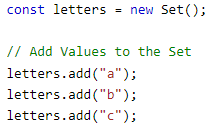 const letters = new Set();
// Add Values to the Set
letters.add("a");
letters.add("b");
letters.add("c");